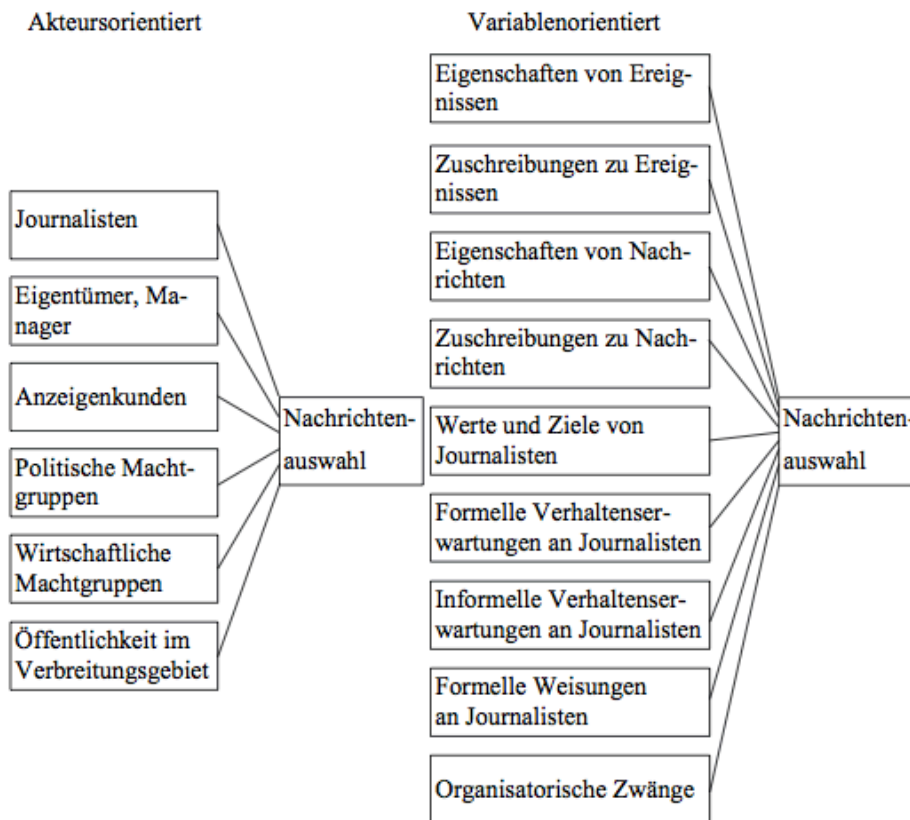 Akteursorientiert
Journalisten
Eigentümer, Ma-
nager
Anzeigenkunden
Politische Macht-
gruppen
Wirtschaftliche
Machtgruppen
Öffentlichkeit im
Verbreitungsgebiet
Nachrichten-
auswahl
Variablenorientiert
Eigenschaften von Ereig-
nissen
Zuschreibungen zu Ereig-
nissen
Eigenschaften von Nach-
richten
Zuschreibungen zu Nach-
richten
Werte und Ziele von
Journalisten
Formelle Verhaltenser-
wartungen an Journalisten
Informelle Verhaltenser-
wartungen an Journalisten
Formelle Weisungen
an Journalisten
Organisatorische Zwänge
Nachrichten-
auswahl